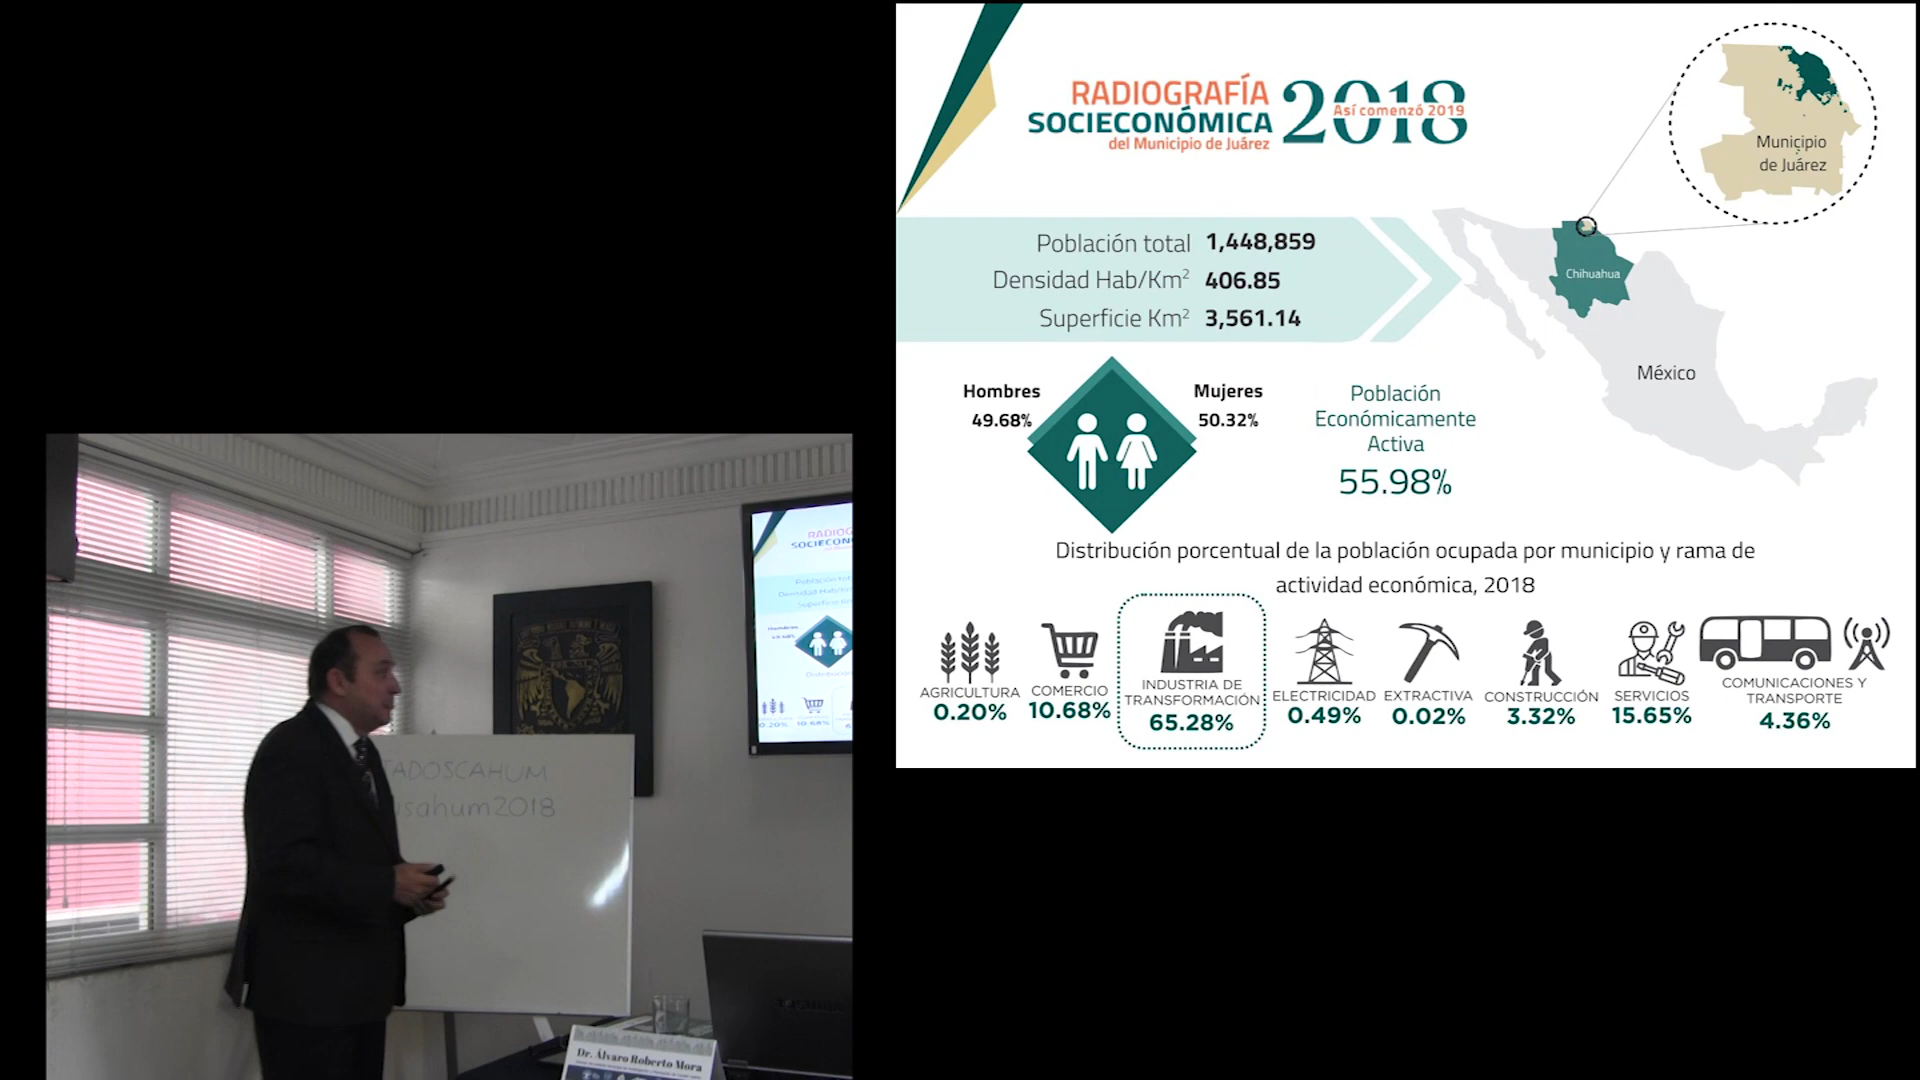 RADIOGRAFÍA
SOCIECONÓMICA
del Municipio de Juárez
2018
Así comenzó 2019
Municipio
de Juárez
Población total 1,448,859
Densidad Hab/Km² 406.85
Superficie Km² 3,561.14
Chihuahua
México
Hombres
49.68%
Mujeres
50.32%
Población
Económicamente
Activa
55.98%
Distribución porcentual de la población ocupada por municipio y rama de
actividad económica, 2018
AGRICULTURA
0.20%
COMERCIO
10.68%
INDUSTRIA DE
TRANSFORMACIÓN
65.28%
ELECTRICIDAD
0.49%
EXTRACTIVA
0.02%
CONSTRUCCIÓN
3.32%
SERVICIOS
15.65%
COMUNICACIONES Y
TRANSPORTE
4.36%
TADOSCAHUM
isahum2018
Dr. Álvaro Roberto Mora